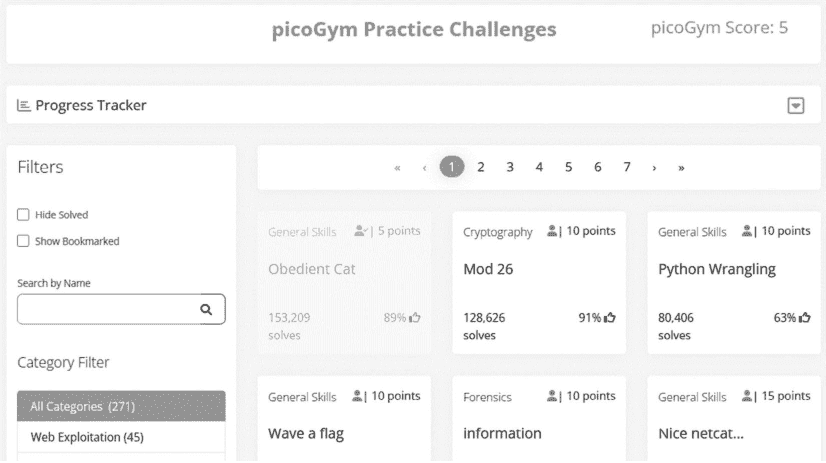 picoGym Practice Challenges
picoGym Score: 5
Progress Tracker
Filters
Hide Solved
Show Bookmarked
Search by Name
Category Filter
All Categories (271)
Web Exploitation (45)
« ‹ 1 2 3 4 5 6 7 › »
General Skills | 5 points
Obedient Cat
153,209 solves
89%
Cryptography | 10 points
Mod 26
128,626 solves
91%
General Skills | 10 points
Python Wrangling
80,406 solves
63%
General Skills | 10 points
Wave a flag
Forensics | 10 points
information
General Skills | 15 points
Nice netcat...